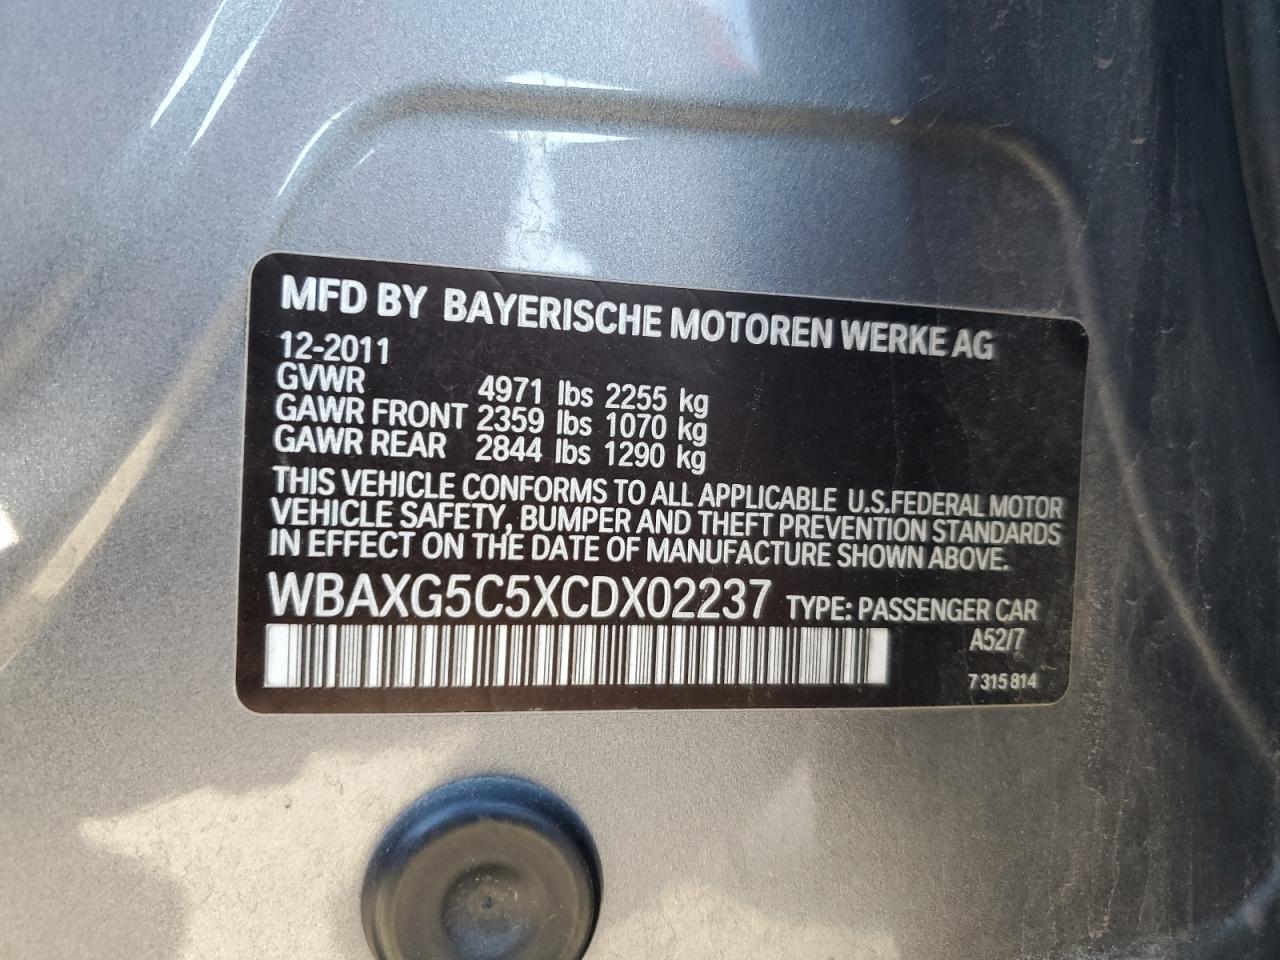 MFD BY BAYERISCHE MOTOREN WERKE AG
12-2011
GVWR 4971 lbs 2255 kg
GAWR FRONT 2359 lbs 1070 kg
GAWR REAR 2844 lbs 1290 kg
THIS VEHICLE CONFORMS TO ALL APPLICABLE U.S.FEDERAL MOTOR
VEHICLE SAFETY, BUMPER AND THEFT PREVENTION STANDARDS
IN EFFECT ON THE DATE OF MANUFACTURE SHOWN ABOVE.
WBAXG5C5XCDX02237 TYPE: PASSENGER CAR
A52/7
7 315 814